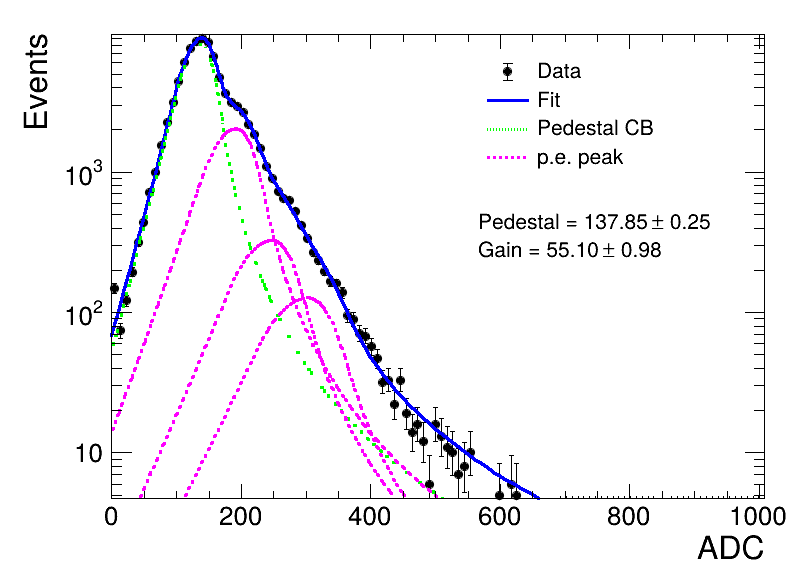 Events
Data
Fit
Pedestal CB
p.e. peak
Pedestal = 137.85 ± 0.25
Gain = 55.10 ± 0.98
10³
10²
10
0 200 400 600 800 1000
ADC